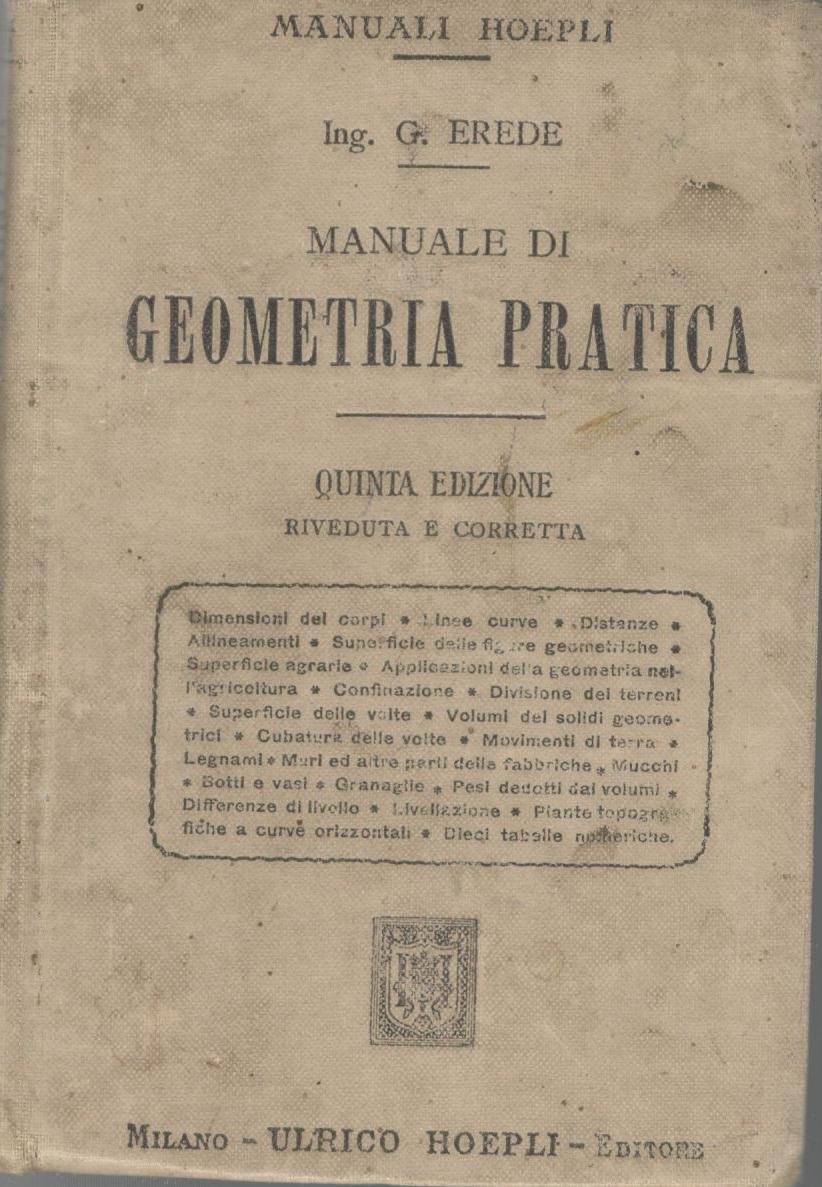 MANUALI HOEPLI
Ing. G. EREDE
MANUALE DI
GEOMETRIA PRATICA
QUINTA EDIZIONE
RIVEDUTA E CORRETTA
Dimensioni dei corpi * Linee curve * Distanze *
Allineamenti * Superficie delle figure geometriche *
Superficie agrarie * Applicazioni della geometria nel-
l'agricoltura * Confinazione * Divisione dei terreni
* Superficie delle volte * Volumi dei solidi geome-
trici * Cubatura delle volte * Movimenti di terra *
Legnami * Muri ed altre parti delle fabbriche * Mucchi
* Botti e vasi * Granaglie * Pesi dedotti dai volumi *
Differenze di livello * Livellazione * Piante topogra-
fiche a curve orizzontali * Dieci tabelle numeriche.
MILANO - ULRICO HOEPLI - EDITORE